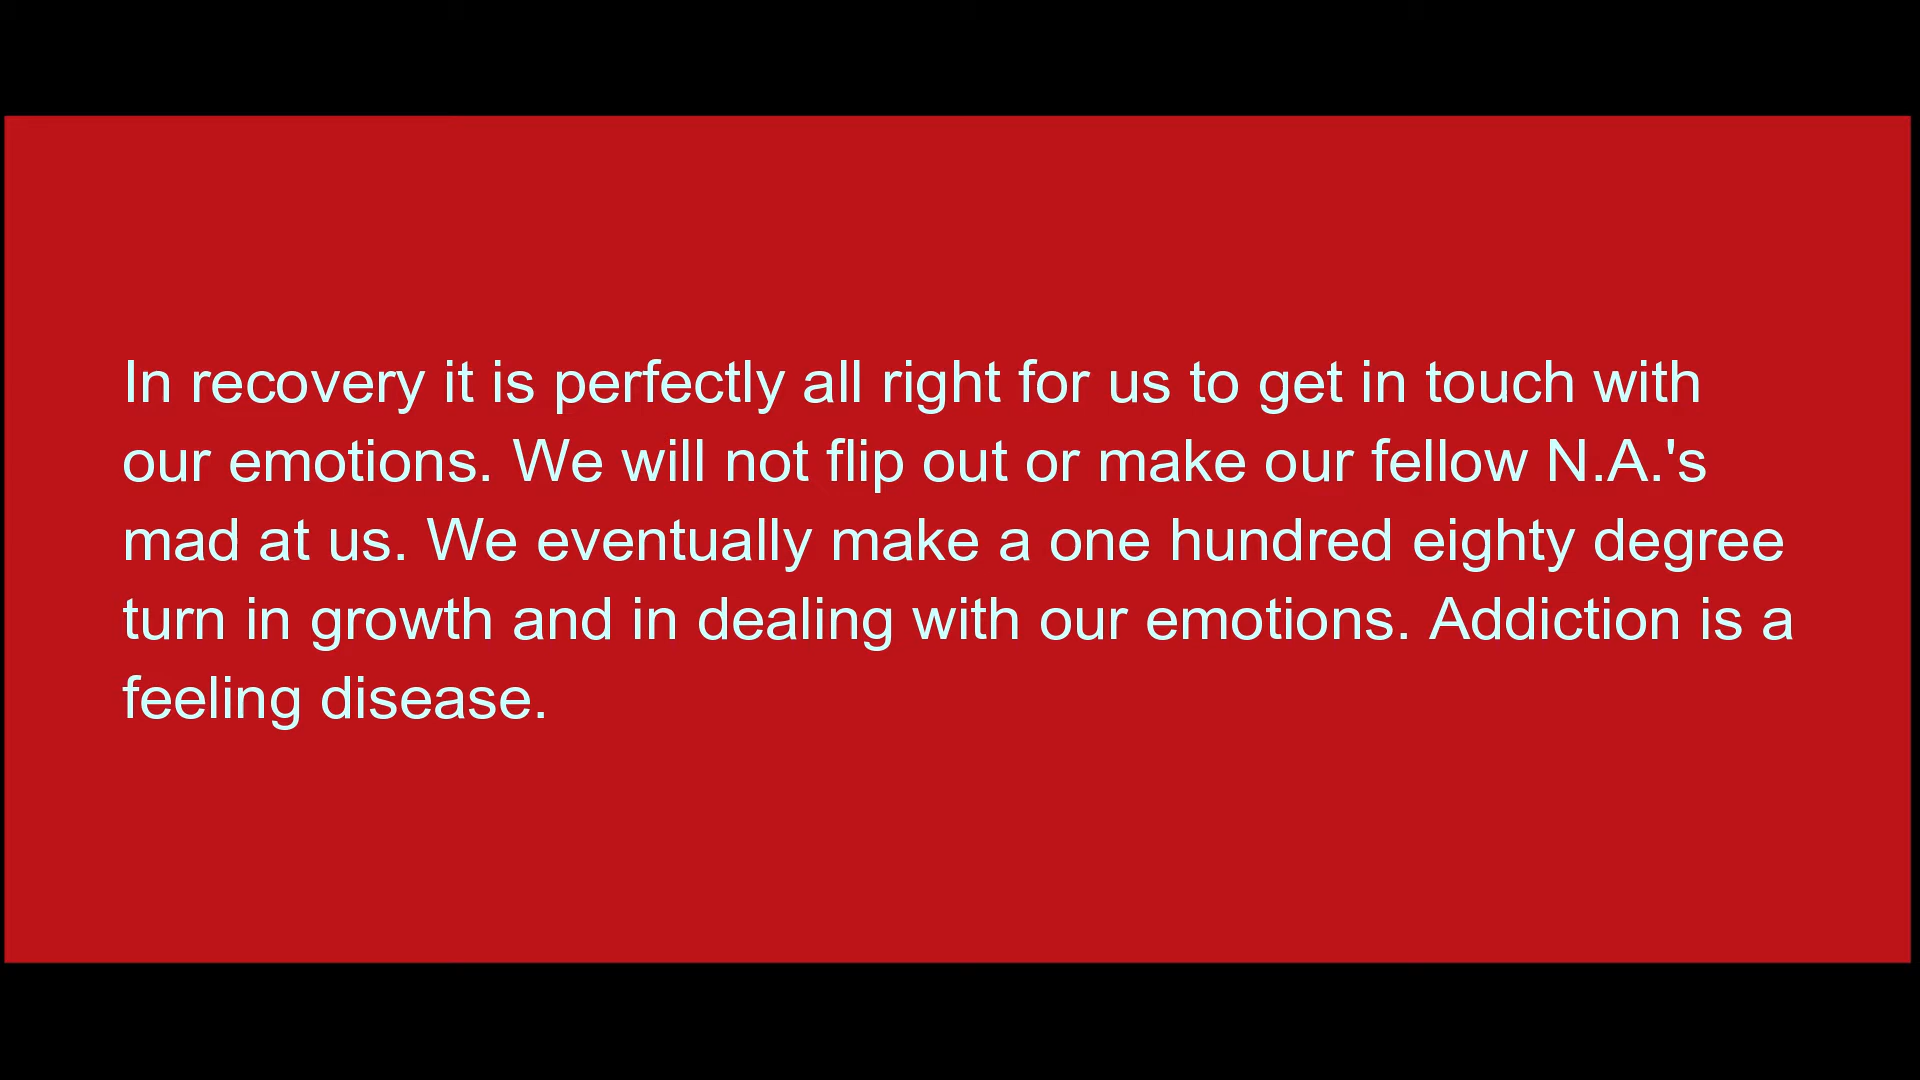 In recovery it is perfectly all right for us to get in touch with
our emotions. We will not flip out or make our fellow N.A.'s
mad at us. We eventually make a one hundred eighty degree
turn in growth and in dealing with our emotions. Addiction is a
feeling disease.